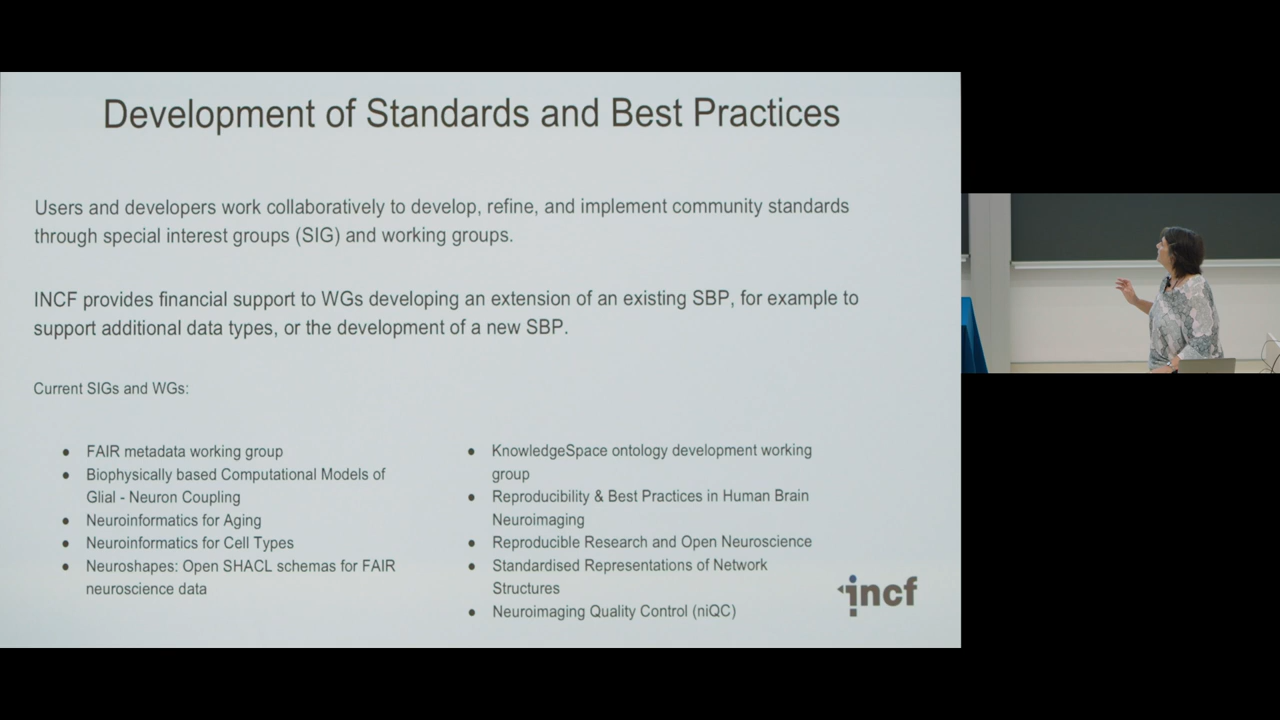 Development of Standards and Best Practices
Users and developers work collaboratively to develop, refine, and implement community standards
through special interest groups (SIG) and working groups.
INCF provides financial support to WGs developing an extension of an existing SBP, for example to
support additional data types, or the development of a new SBP.
Current SIGs and WGs:
● FAIR metadata working group
● Biophysically based Computational Models of
Glial - Neuron Coupling
● Neuroinformatics for Aging
● Neuroinformatics for Cell Types
● Neuroshapes: Open SHACL schemas for FAIR
neuroscience data
● KnowledgeSpace ontology development working
group
● Reproducibility & Best Practices in Human Brain
Neuroimaging
● Reproducible Research and Open Neuroscience
● Standardised Representations of Network
Structures
● Neuroimaging Quality Control (niQC)
incf